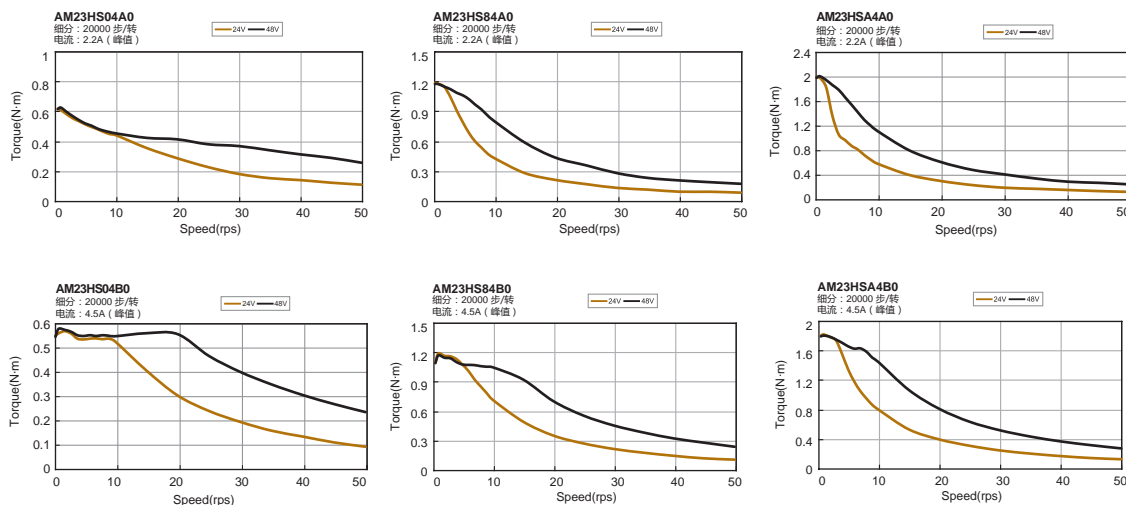 AM23HS04A0
细分：20000 步/转
电流：2.2A ( 峰值 )
24V 48V
1
0.8
0.6
0.4
0.2
0
Torque(N·m)
0 10 20 30 40 50
Speed(rps)
AM23HS84A0
细分：20000 步/转
电流：2.2A ( 峰值 )
24V 48V
1.5
1.2
0.9
0.6
0.3
0
Torque(N·m)
0 10 20 30 40 50
Speed(rps)
AM23HSA4A0
细分：20000 步/转
电流：2.2A ( 峰值 )
24V 48V
2.4
2
1.6
1.2
0.8
0.4
0
Torque(N·m)
0 10 20 30 40 50
Speed(rps)
AM23HS04B0
细分：20000 步/转
电流：4.5A ( 峰值 )
24V 48V
0.6
0.5
0.4
0.3
0.2
0.1
0
Torque(N·m)
0 10 20 30 40 50
Speed(rps)
AM23HS84B0
细分：20000 步/转
电流：4.5A ( 峰值 )
24V 48V
1.5
1.2
0.9
0.6
0.3
0
Torque(N·m)
0 10 20 30 40 50
Speed(rps)
AM23HSA4B0
细分：20000 步/转
电流：4.5A ( 峰值 )
24V 48V
2
1.6
1.2
0.8
0.4
0
Torque(N·m)
0 10 20 30 40 50
Speed(rps)